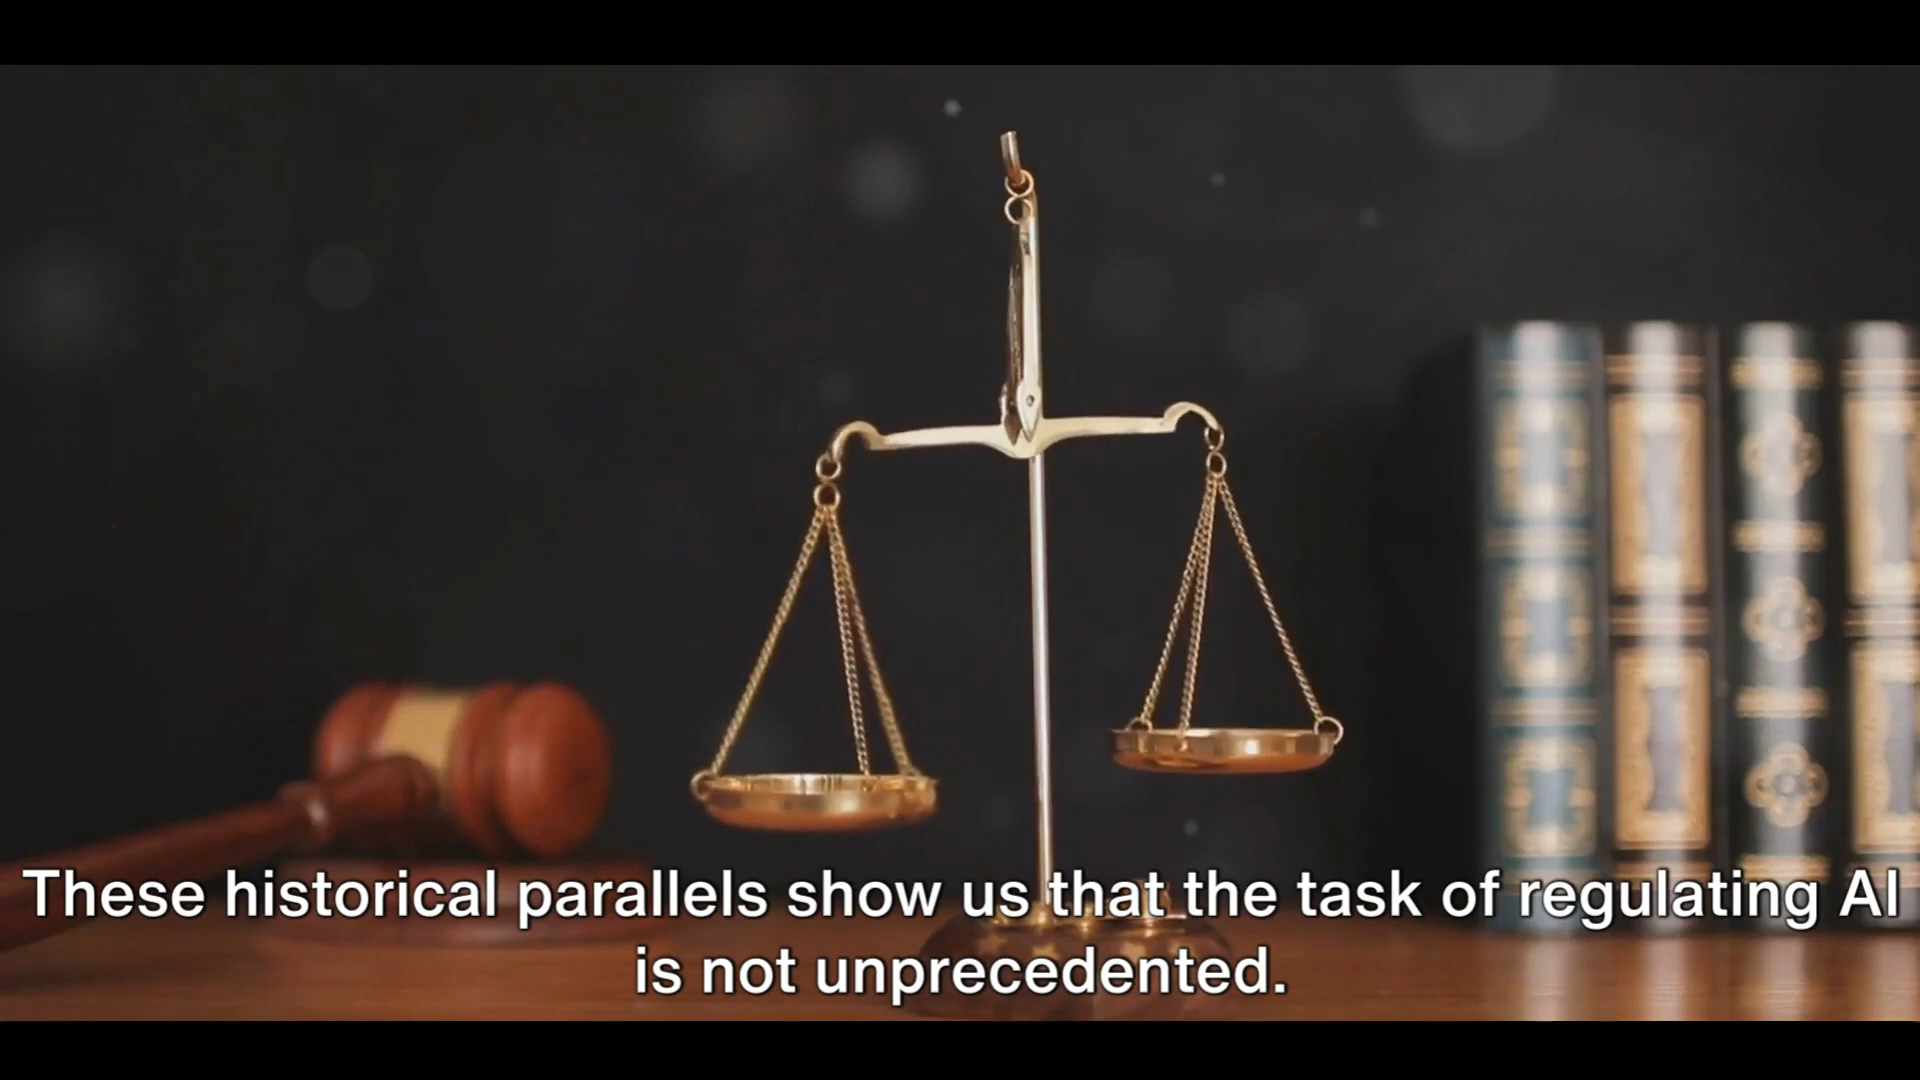 These historical parallels show us that the task of regulating AI
is not unprecedented.